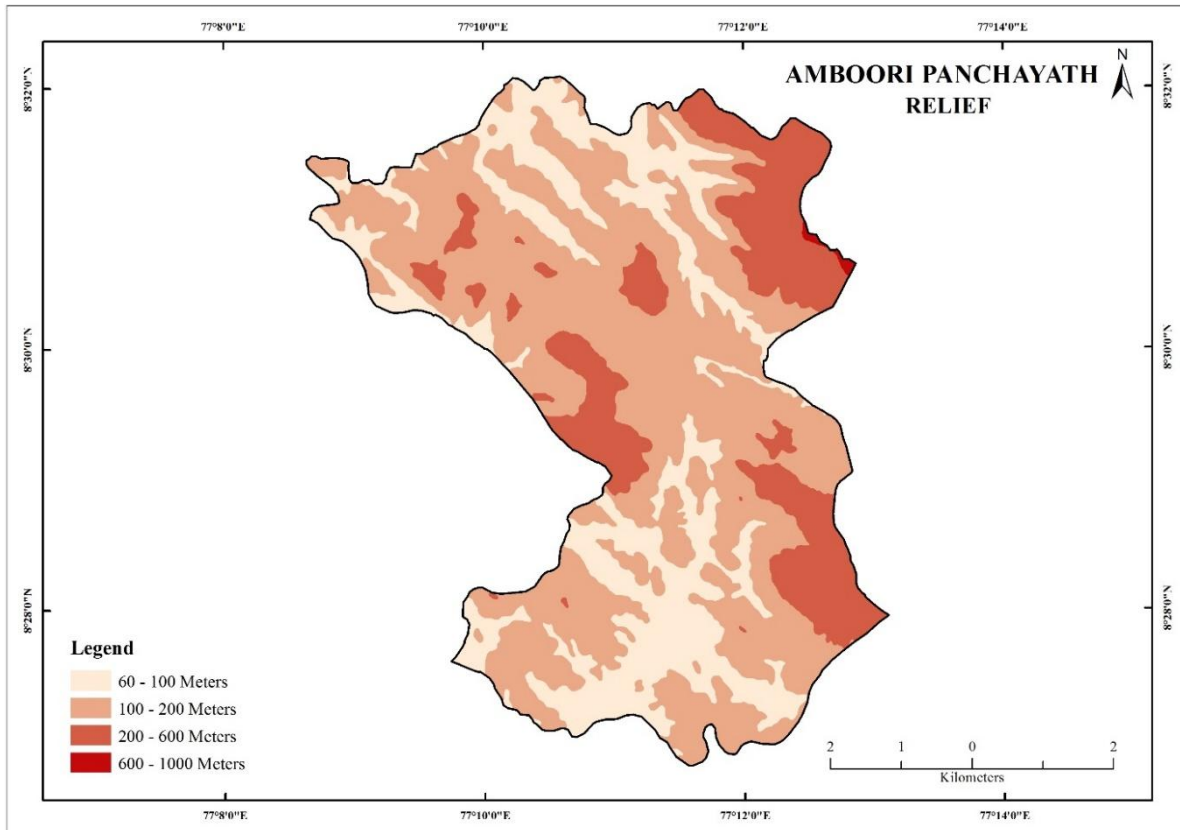 77°8'0"E 77°10'0"E 77°12'0"E 77°14'0"E
AMBOORI PANCHAYATH
RELIEF
N
8°32'0"N 8°32'0"N
8°30'0"N 8°30'0"N
8°28'0"N 8°28'0"N
Legend
60 - 100 Meters
100 - 200 Meters
200 - 600 Meters
600 - 1000 Meters
2 1 0 2
Kilometers
77°8'0"E 77°10'0"E 77°12'0"E 77°14'0"E